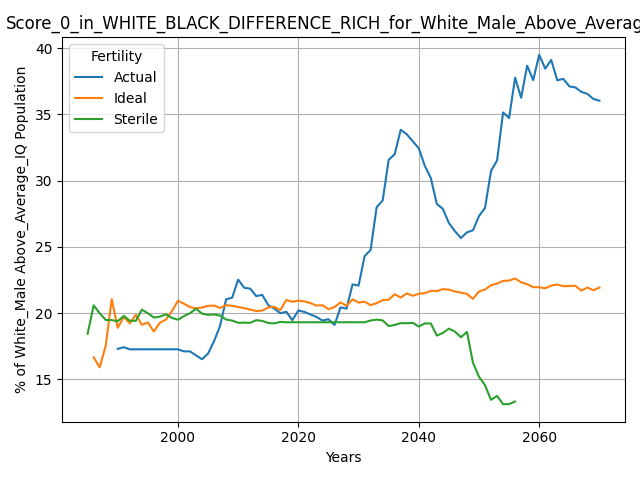 Score_0_in_WHITE_BLACK_DIFFERENCE_RICH_for_White_Male_Above_Averag
Fertility
Actual
Ideal
Sterile
% of White_Male Above_Average_IQ Population
40
35
30
25
20
15
2000 2020 2040 2060
Years